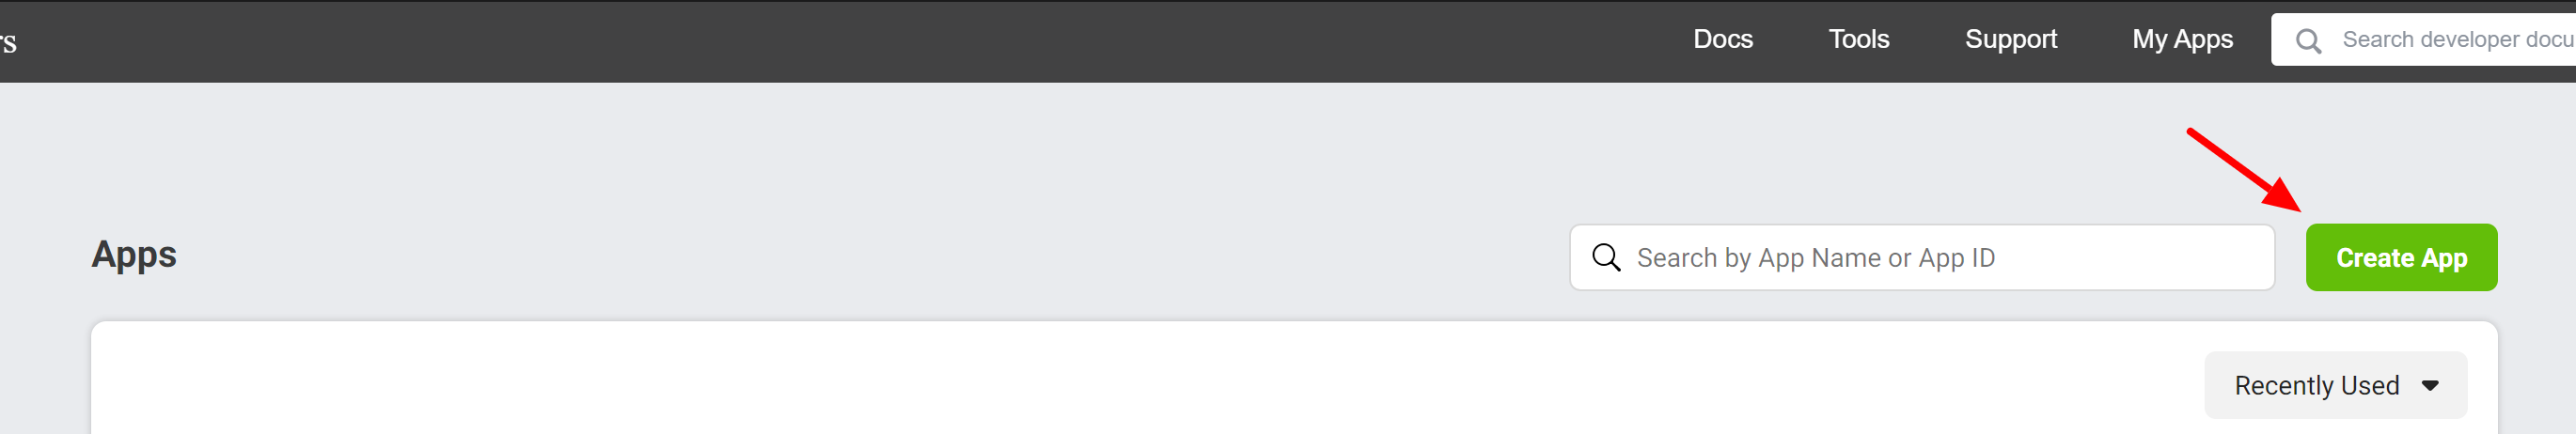 rs
Docs Tools Support My Apps Search developer docu
Apps Search by App Name or App ID Create App
Recently Used